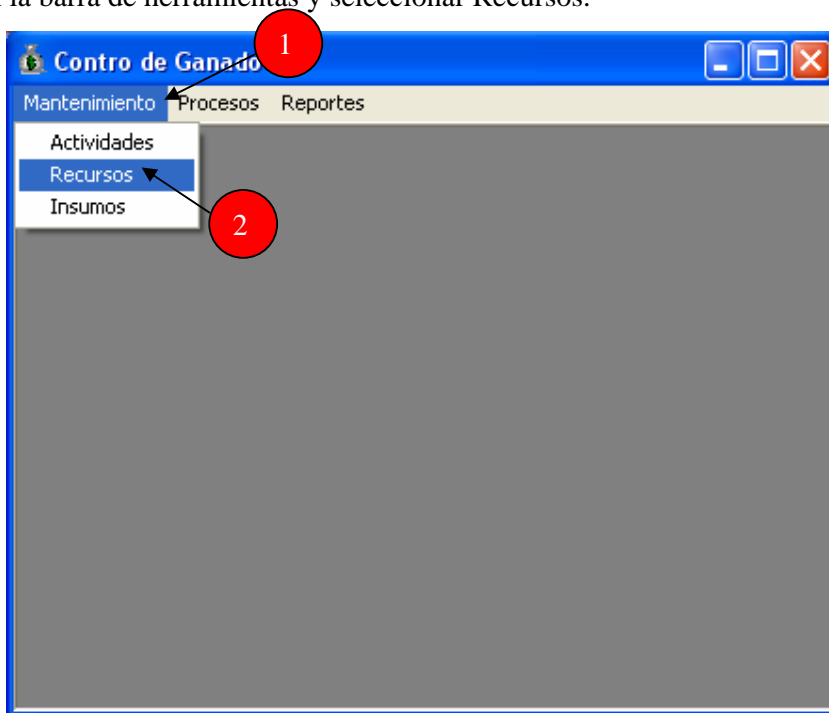 la barra de herramientas y seleccionar Recursos.
1
Contro de Ganado
Mantenimiento Procesos Reportes
Actividades
Recursos
Insumos
2